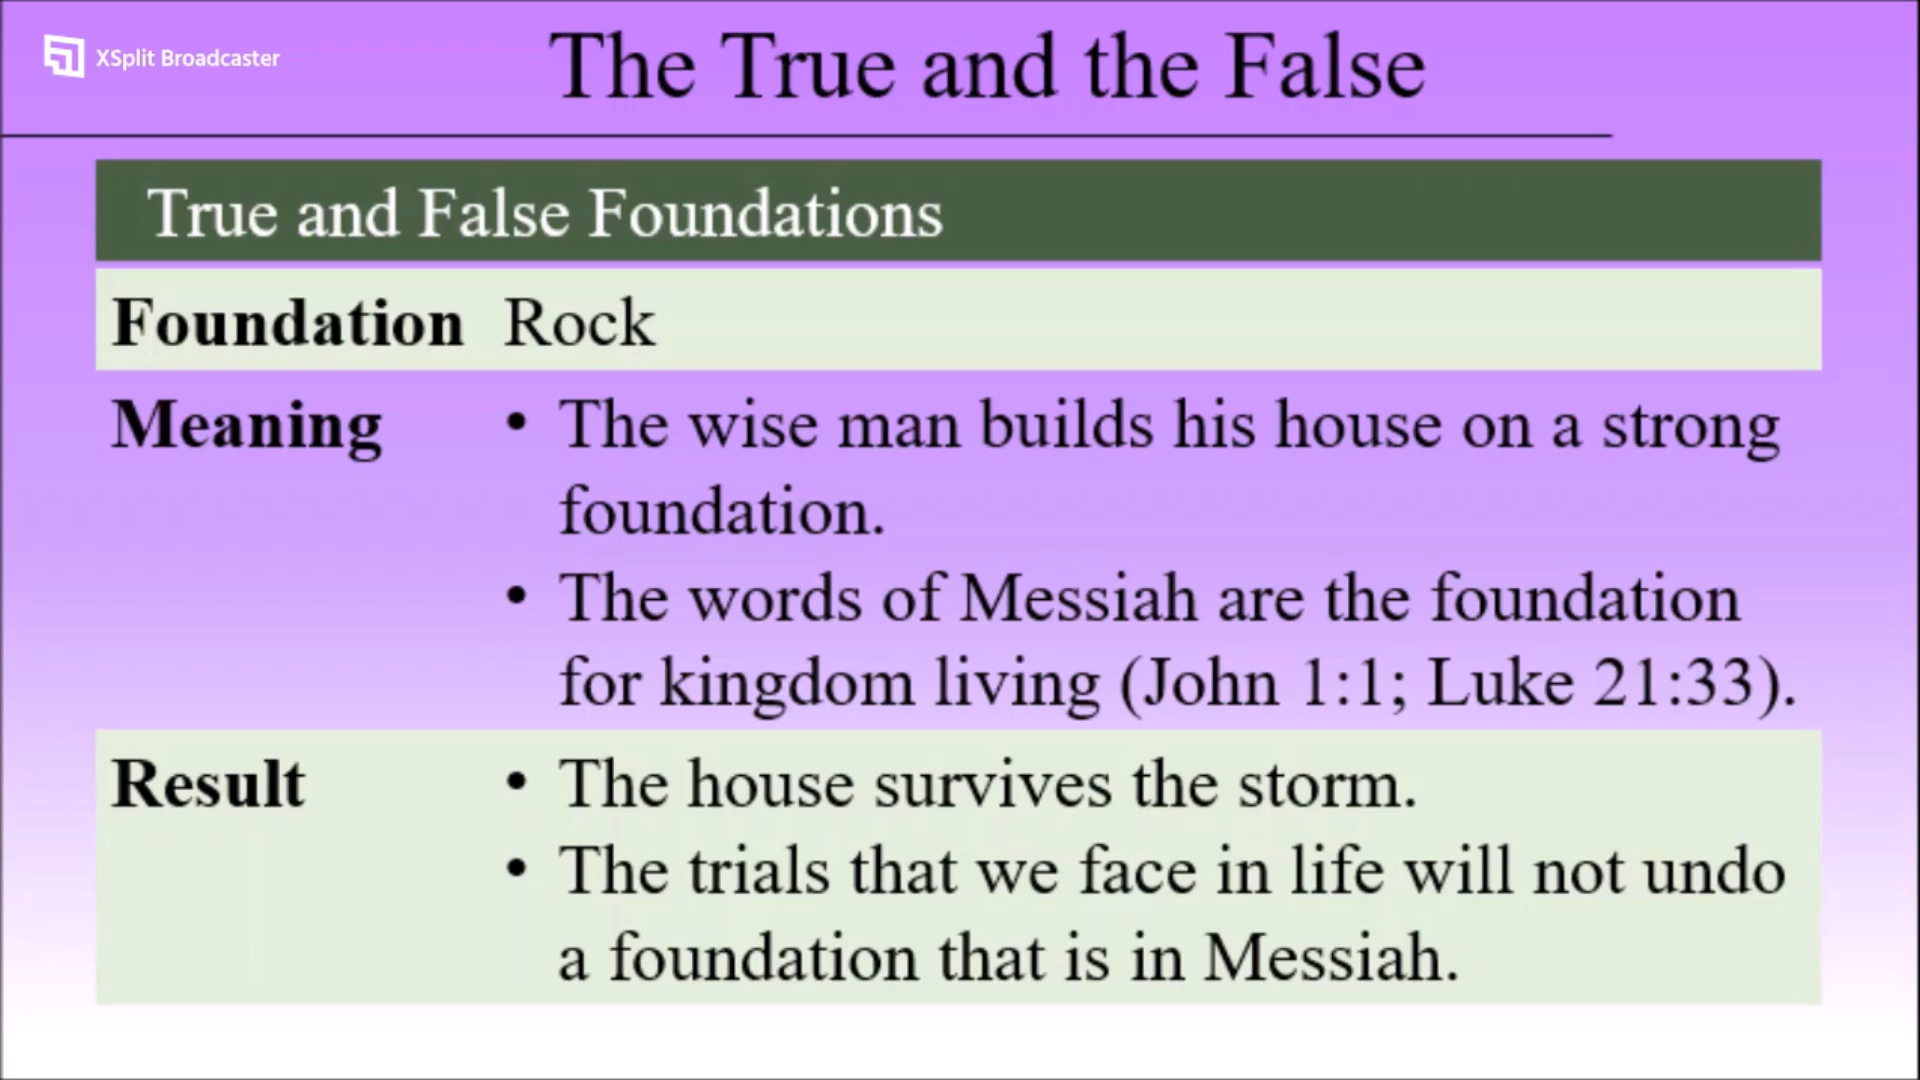 XSplit Broadcaster
The True and the False
True and False Foundations
Foundation Rock
Meaning • The wise man builds his house on a strong
foundation.
• The words of Messiah are the foundation
for kingdom living (John 1:1; Luke 21:33).
Result • The house survives the storm.
• The trials that we face in life will not undo
a foundation that is in Messiah.